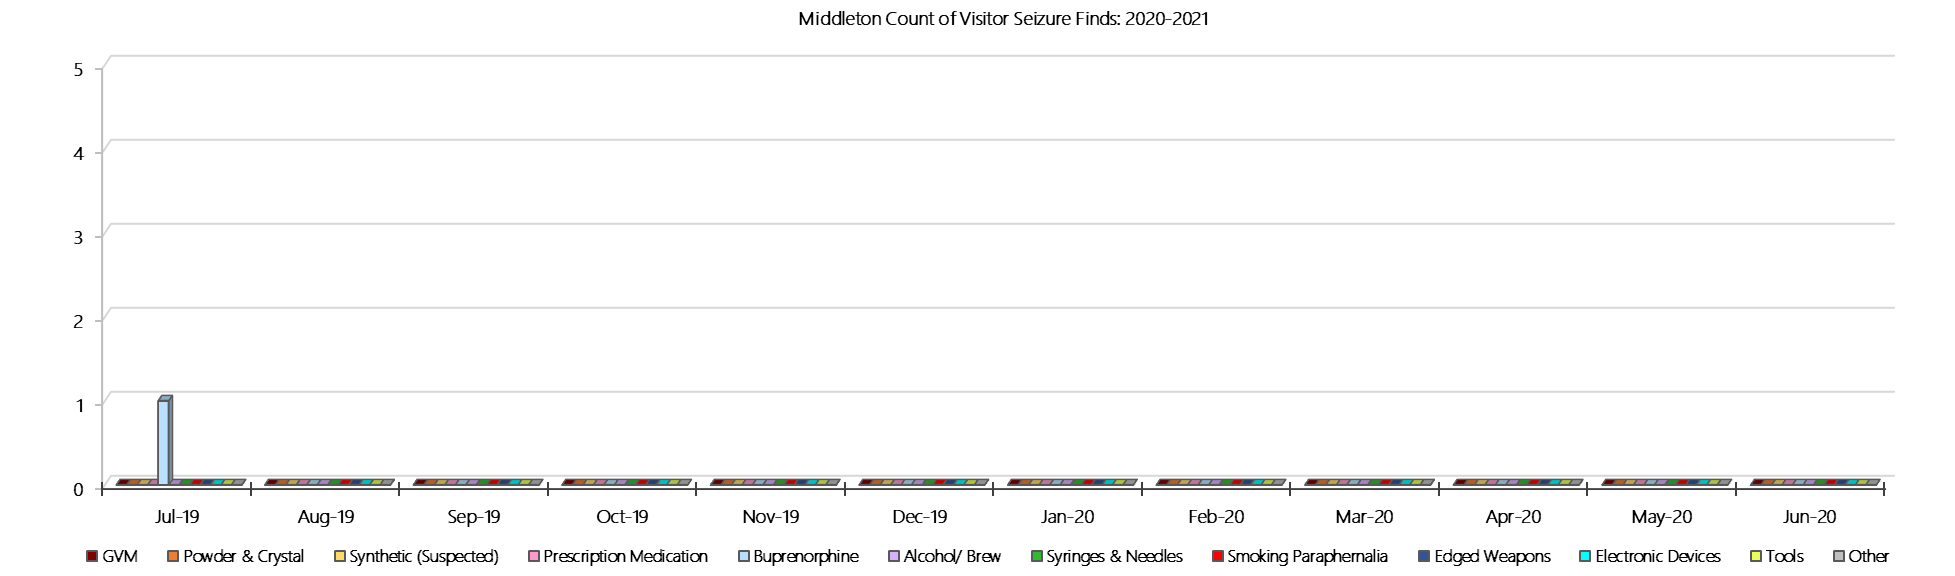 Middleton Count of Visitor Seizure Finds: 2020-2021
5
4
3
2
1
0
Jul-19 Aug-19 Sep-19 Oct-19 Nov-19 Dec-19 Jan-20 Feb-20 Mar-20 Apr-20 May-20 Jun-20
GVM Powder & Crystal Synthetic (Suspected) Prescription Medication Buprenorphine Alcohol/ Brew Syringes & Needles Smoking Paraphernalia Edged Weapons Electronic Devices Tools Other